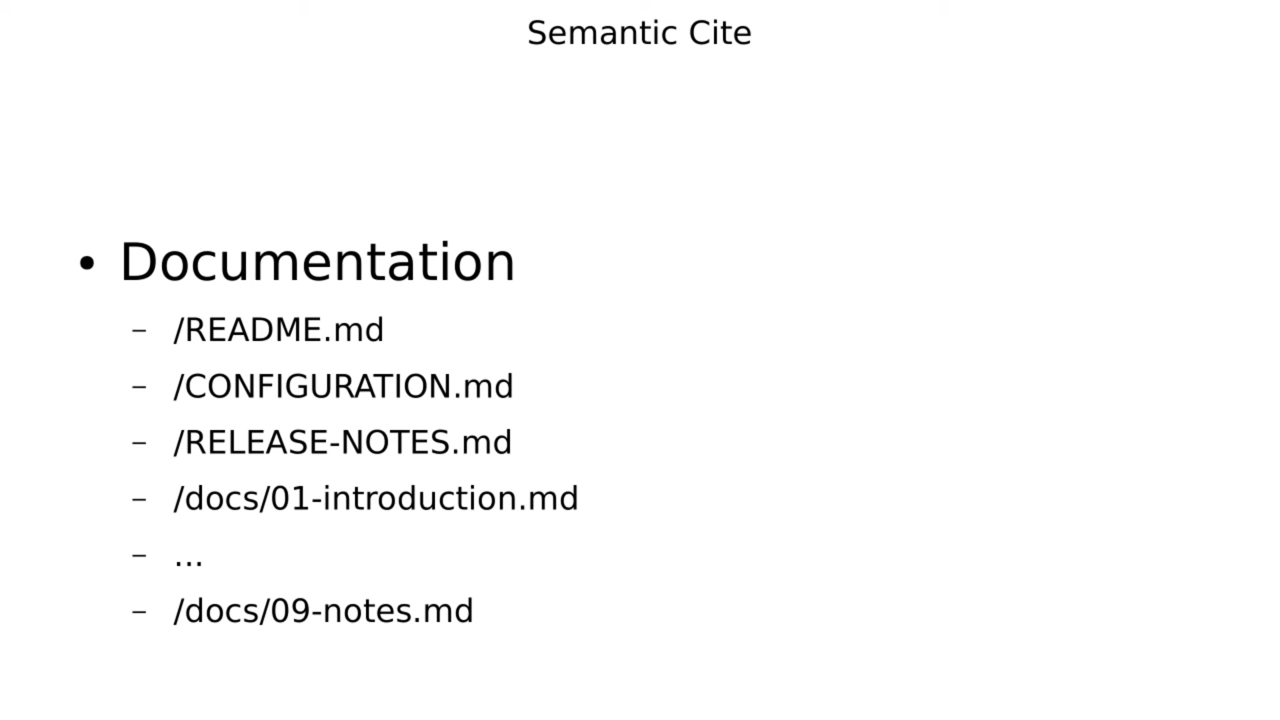 Semantic Cite
• Documentation
– /README.md
– /CONFIGURATION.md
– /RELEASE-NOTES.md
– /docs/01-introduction.md
– ...
– /docs/09-notes.md